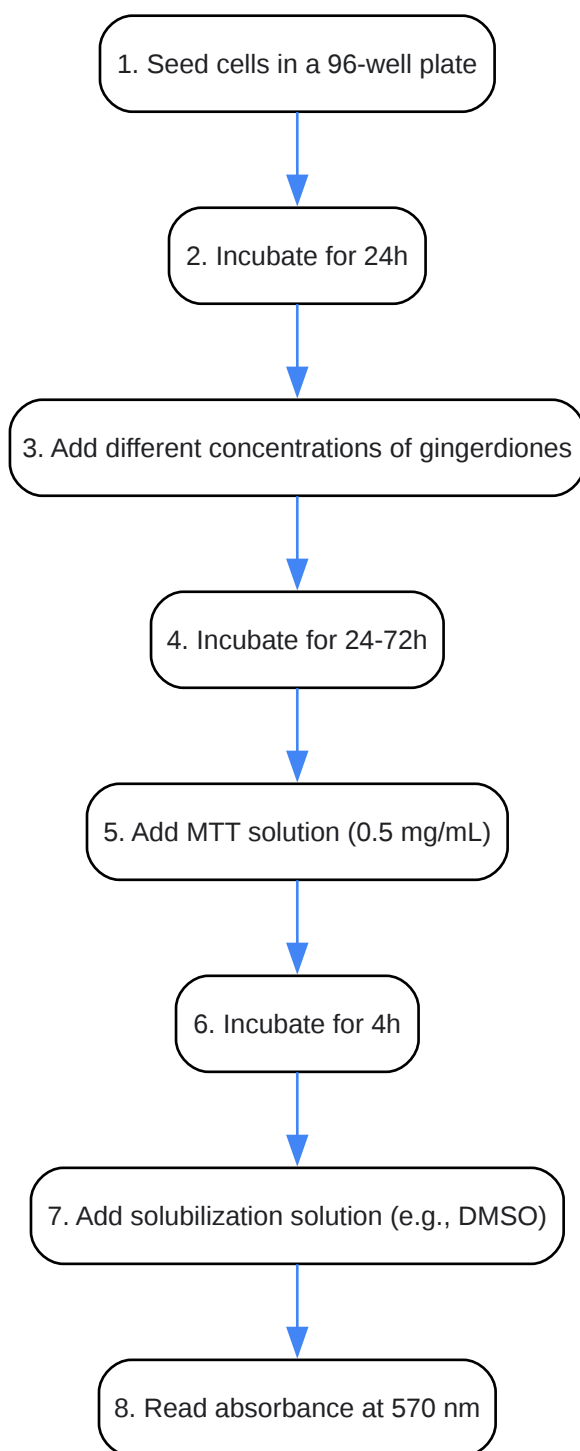 1. Seed cells in a 96-well plate
2. Incubate for 24h
3. Add different concentrations of gingerdiones
4. Incubate for 24-72h
5. Add MTT solution (0.5 mg/mL)
6. Incubate for 4h
7. Add solubilization solution (e.g., DMSO)
8. Read absorbance at 570 nm